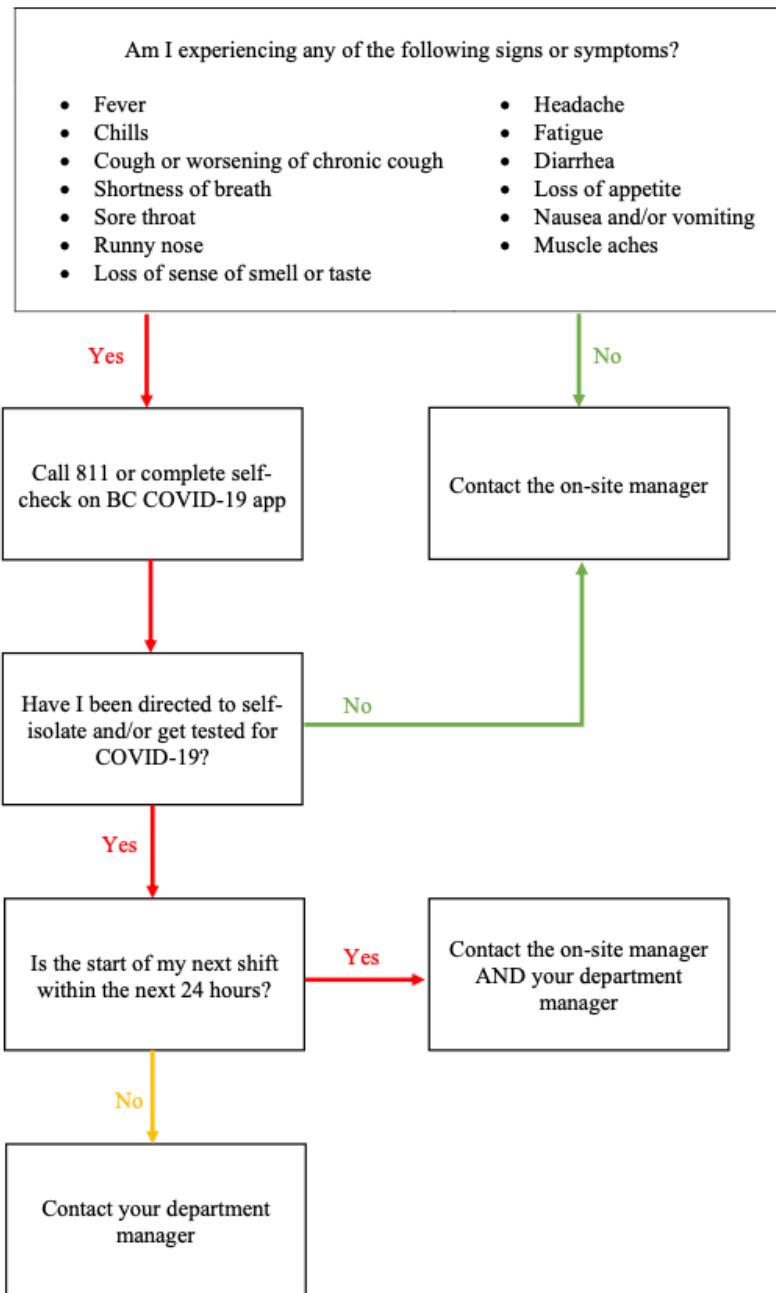 Am I experiencing any of the following signs or symptoms?
• Fever
• Chills
• Cough or worsening of chronic cough
• Shortness of breath
• Sore throat
• Runny nose
• Loss of sense of smell or taste
• Headache
• Fatigue
• Diarrhea
• Loss of appetite
• Nausea and/or vomiting
• Muscle aches
Yes
No
Call 811 or complete self-
check on BC COVID-19 app
Contact the on-site manager
Have I been directed to self-
isolate and/or get tested for
COVID-19?
No
Yes
Is the start of my next shift
within the next 24 hours?
Yes
Contact the on-site manager
AND your department
manager
No
Contact your department
manager